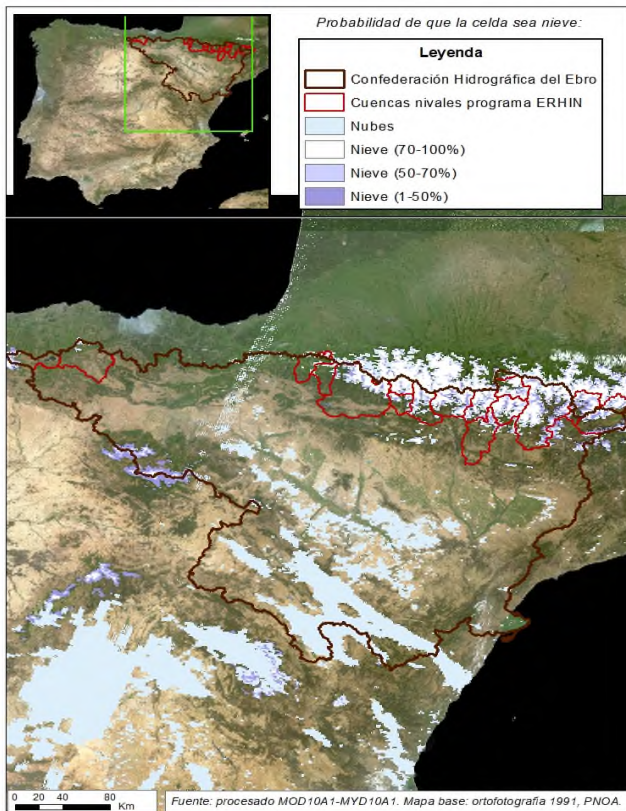 Probabilidad de que la celda sea nieve:
Leyenda
Confederación Hidrográfica del Ebro
Cuencas nivales programa ERHIN
Nubes
Nieve (70-100%)
Nieve (50-70%)
Nieve (1-50%)
0 20 40 80
Km
Fuente: procesado MOD10A1-MYD10A1. Mapa base: orofotografía 1991, PNOA.